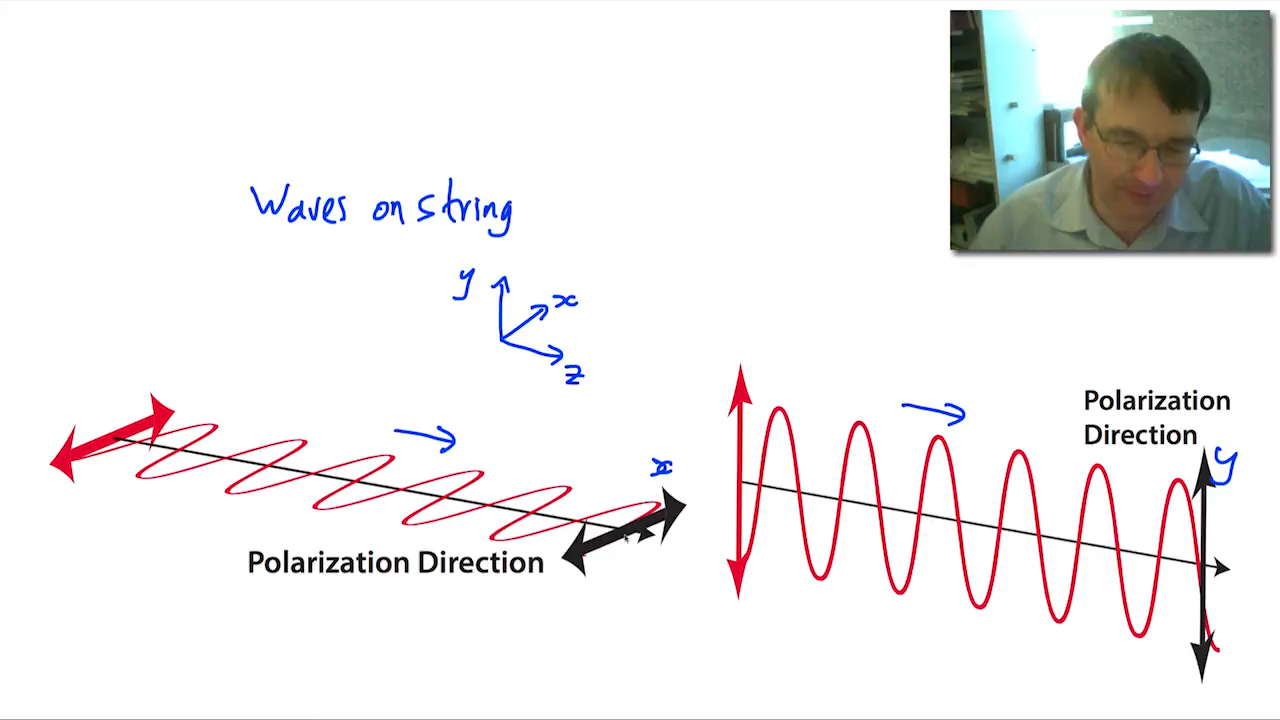 Waves on string
y
x
z
x
Polarization Direction
Polarization
Direction
y